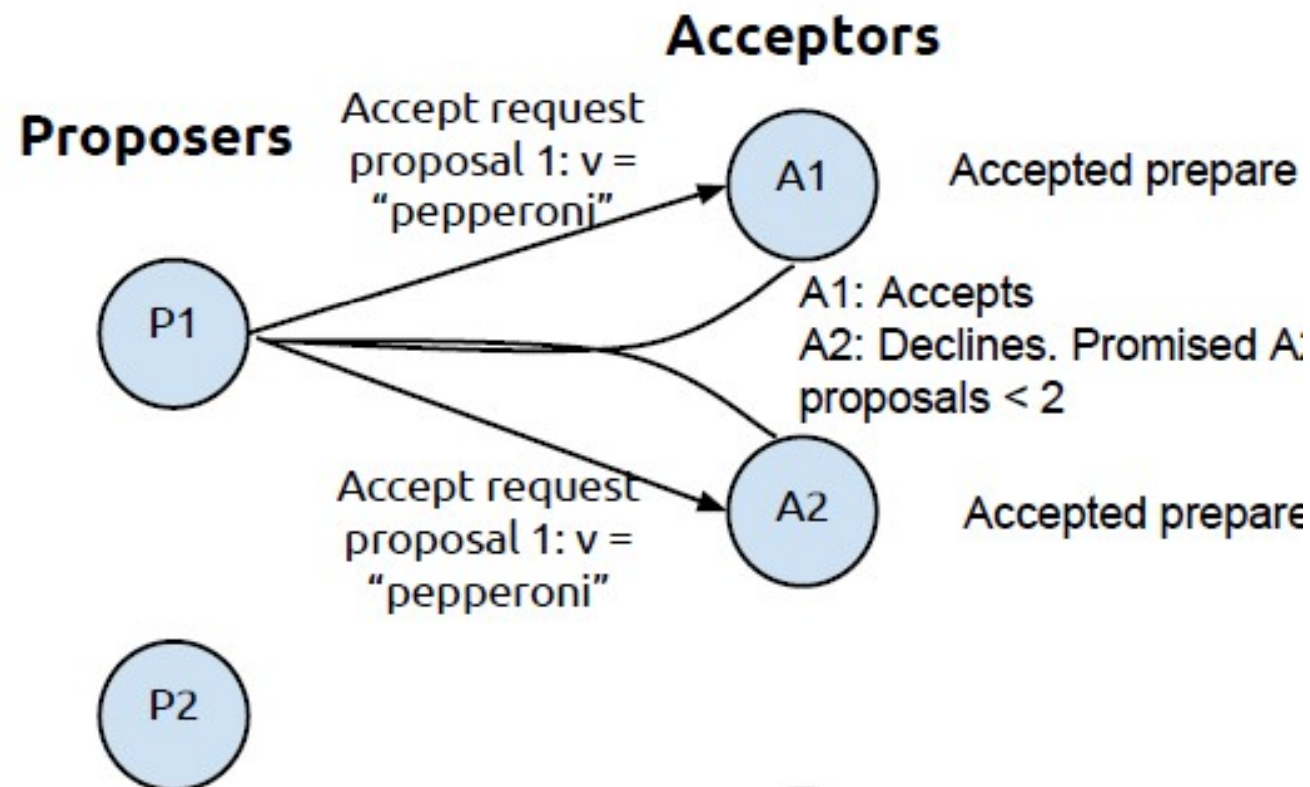 Acceptors
Proposers
Accept request
proposal 1: v =
“pepperoni”
A1
Accepted prepare
P1
A1: Accepts
A2: Declines. Promised A2
proposals < 2
Accept request
proposal 1: v =
“pepperoni”
A2
Accepted prepare
P2